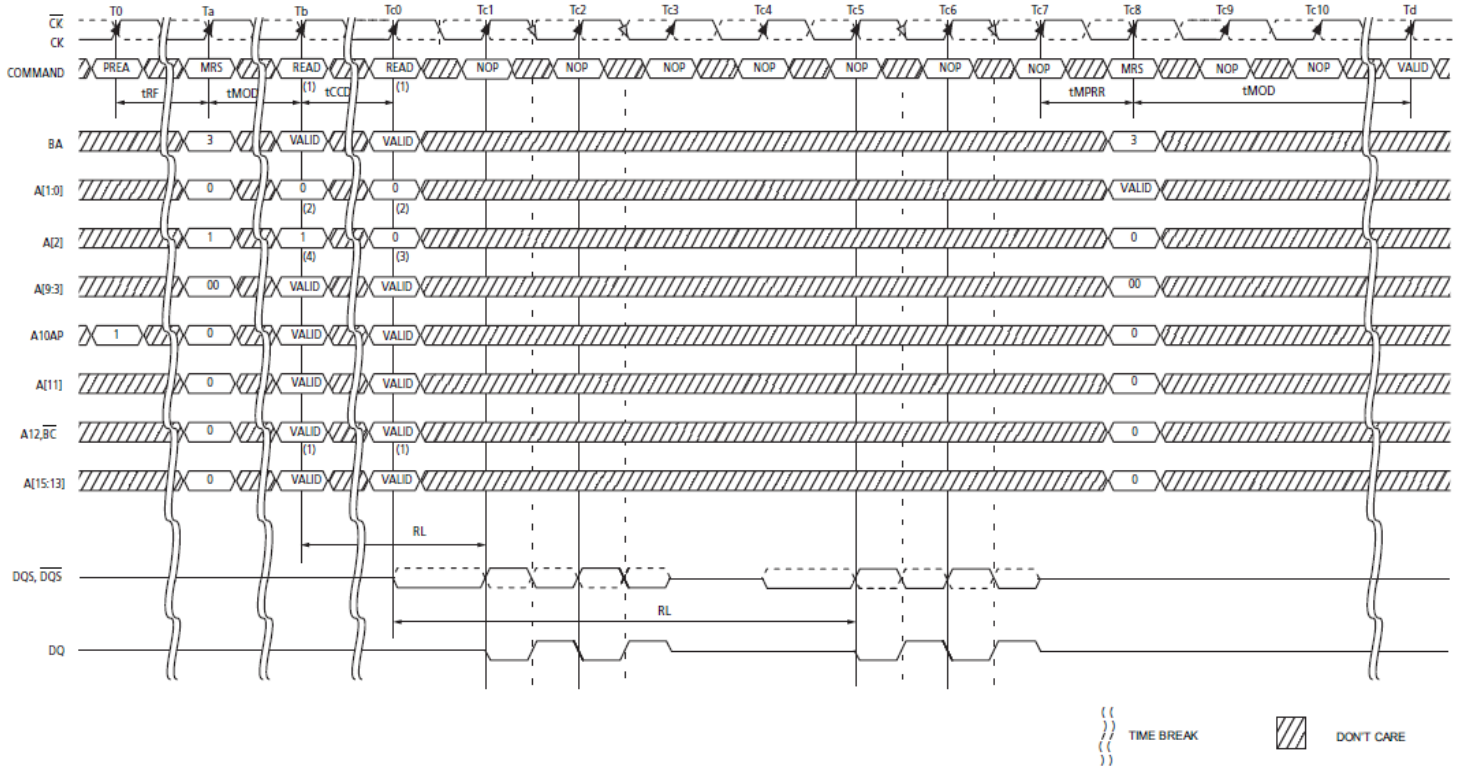 T0 Ta Tb Tc0 Tc1 Tc2 Tc3 Tc4 Tc5 Tc6 Tc7 Tc8 Tc9 Tc10 Td
CK
CK
COMMAND PREA MRS READ READ NOP NOP NOP NOP NOP NOP NOP MRS NOP NOP VALID
(1) (1)
tRF tMOD tCCD tMPRR tMOD
BA 3 VALID VALID 3
A[1:0] 0 0 0 VALID
(2) (2)
A[2] 1 1 0 0
(4) (3)
A[9:3] 00 VALID VALID 00
A10AP 1 0 VALID VALID 0
A[11] 0 VALID VALID 0
A12,BC 0 VALID VALID 0
(1) (1)
A[15:13] 0 VALID VALID 0
RL
DQS, DQS
RL
DQ
TIME BREAK DON'T CARE